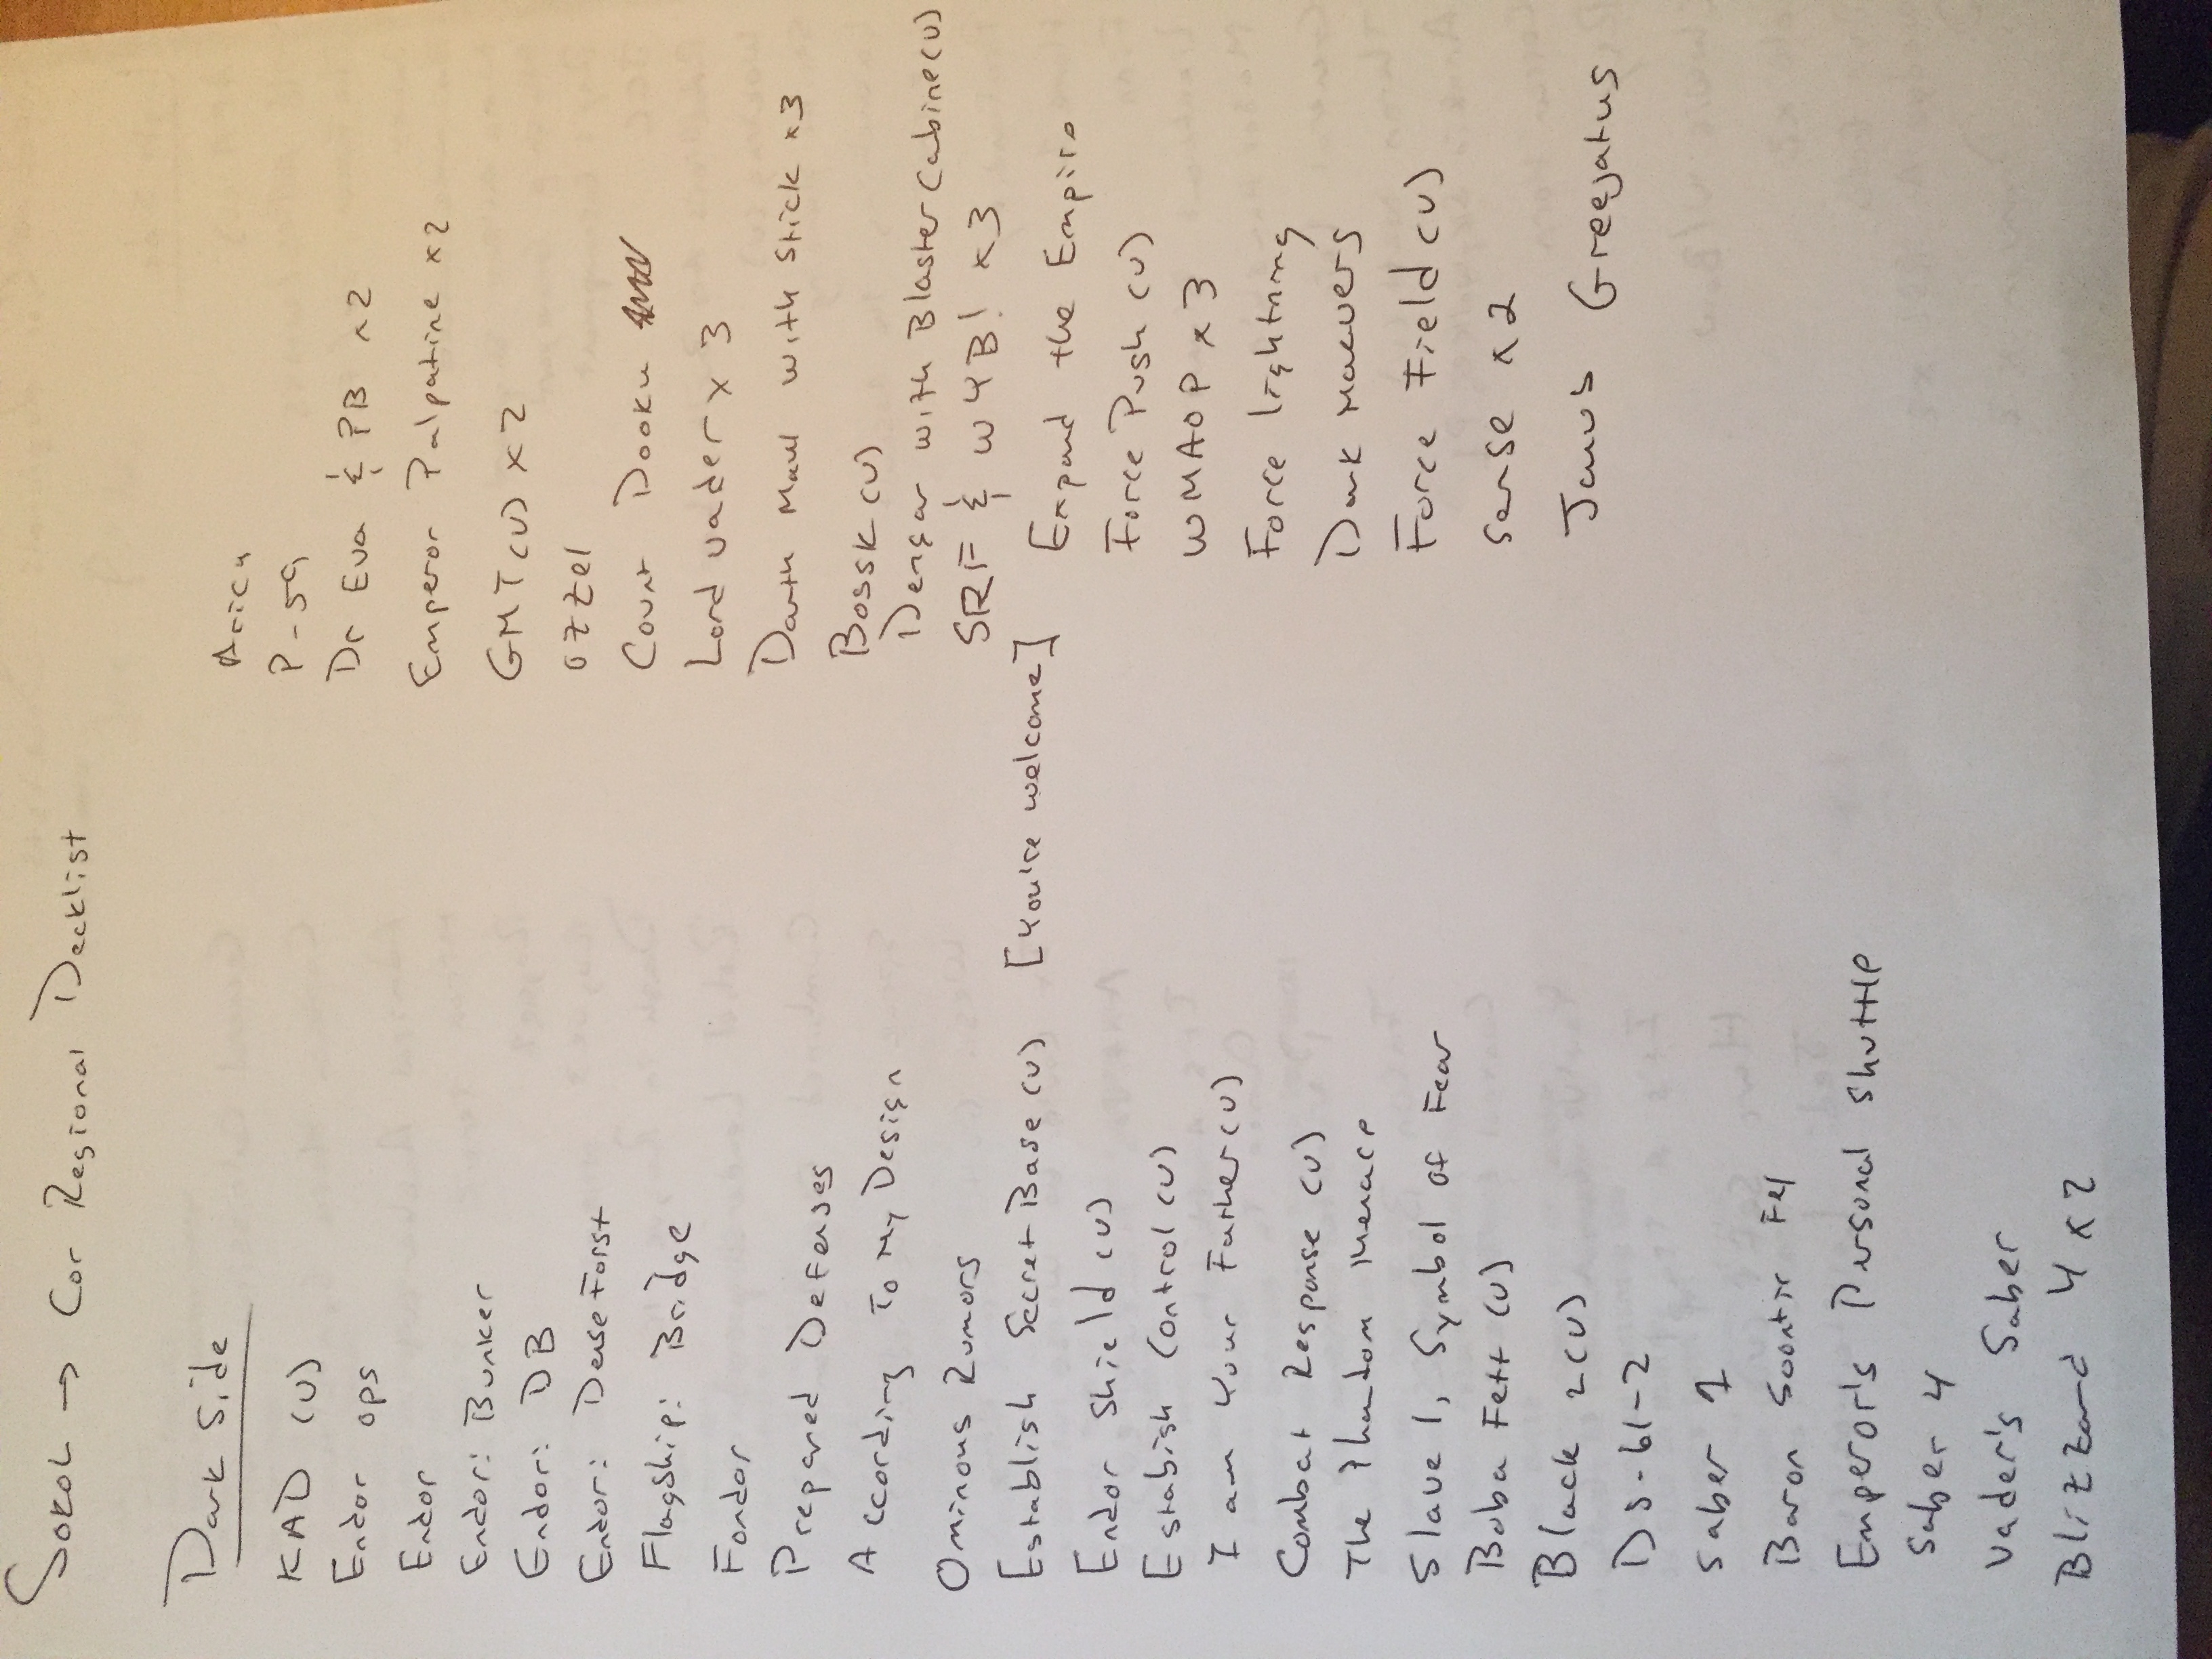 Sokol → Cor Regional Decklist
Dark Side
KAD (V)
Endor ops
Endor
Endor: Bunker
Endor: DB
Endor: Dense Forst
Flagship: Bridge
Fondor
Prepared Defenses
According To My Design
Ominous Rumors
Establish Secret Base (V) [You're welcome]
Endor Shield (V)
Estabish Control (V)
I am Your Father (V)
Combat Response (V)
The Phantom Menace
Slave 1, Symbol of Fear
Boba Fett (V)
Black 2 (V)
DS-61-2
Saber 1
Baron Soontir Fel
Emperor's Personal Shuttle
Saber 4
Vader's Saber
Blizzard 4 x2
Arica
P-59
Dr Eva & PB x2
Emperor Palpatine x2
GMT (V) x2
Ozzel
Count Dooku
Lord Vader x 3
Darth Maul with Stick x3
Bossk (V)
Dengar with Blaster Cabine (V)
SRF & W4B! x3
Expand the Empire
Force Push (V)
WMAOP x 3
Force lightning
Dark Maevers
Force Field (V)
Sense x2
Janus Greejatus